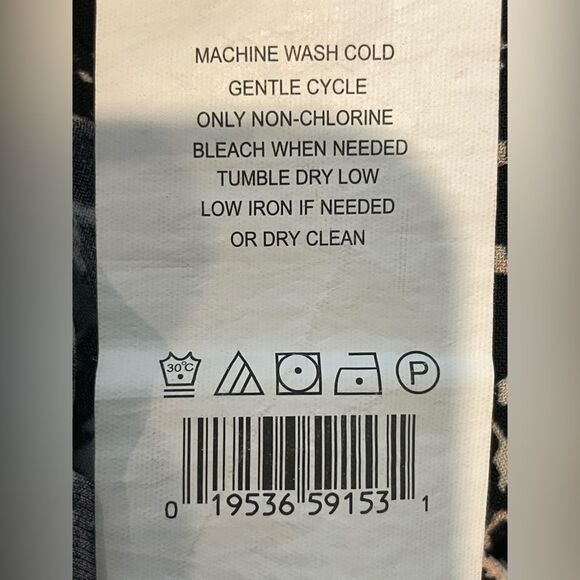 MACHINE WASH COLD
GENTLE CYCLE
ONLY NON-CHLORINE
BLEACH WHEN NEEDED
TUMBLE DRY LOW
LOW IRON IF NEEDED
OR DRY CLEAN
30°C P
0 19536 59153 1